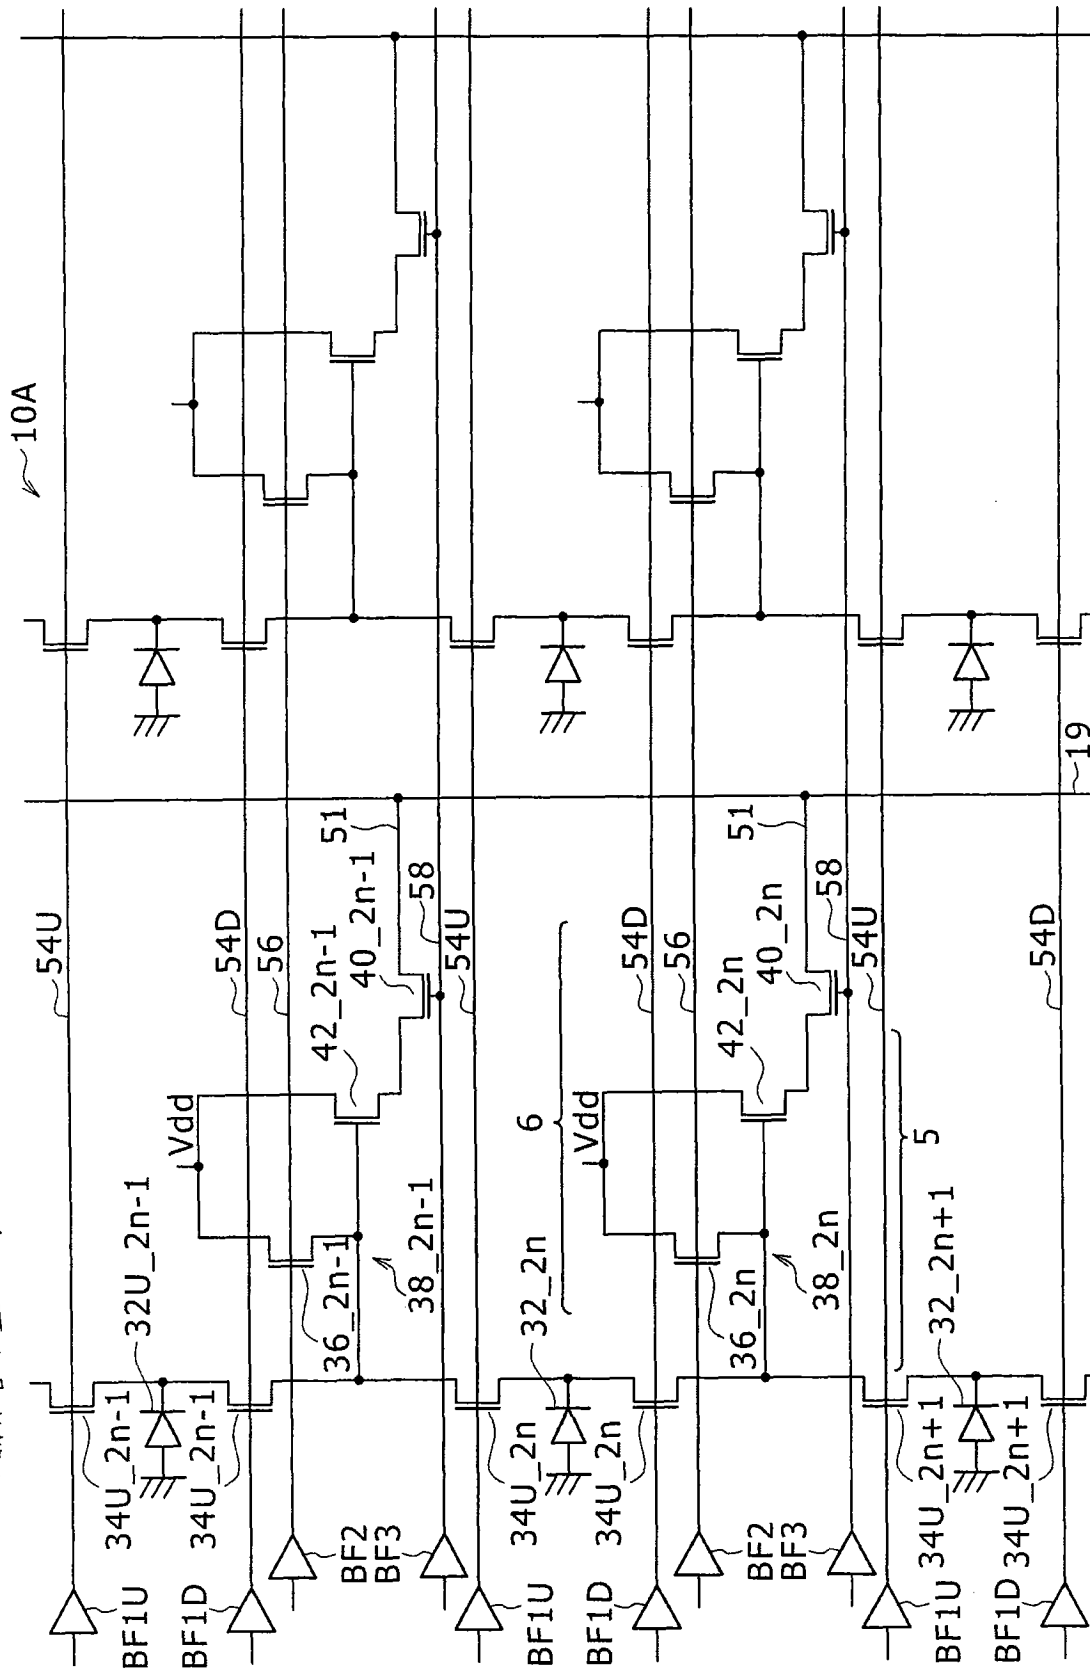 10A
54U
54D
56
Vdd
42_2n-1
40_2n-1
51
58
54U
32U_2n-1
34U_2n-1
34U_2n-1
36_2n-1
38_2n-1
BF1U
BF1D
BF2
BF3
6
54D
56
Vdd
42_2n
40_2n
51
58
54U
32_2n
34U_2n
34U_2n
36_2n
38_2n
BF1U
BF1D
BF2
BF3
5
54D
19
32_2n+1
34U_2n+1
34U_2n+1
BF1U
BF1D